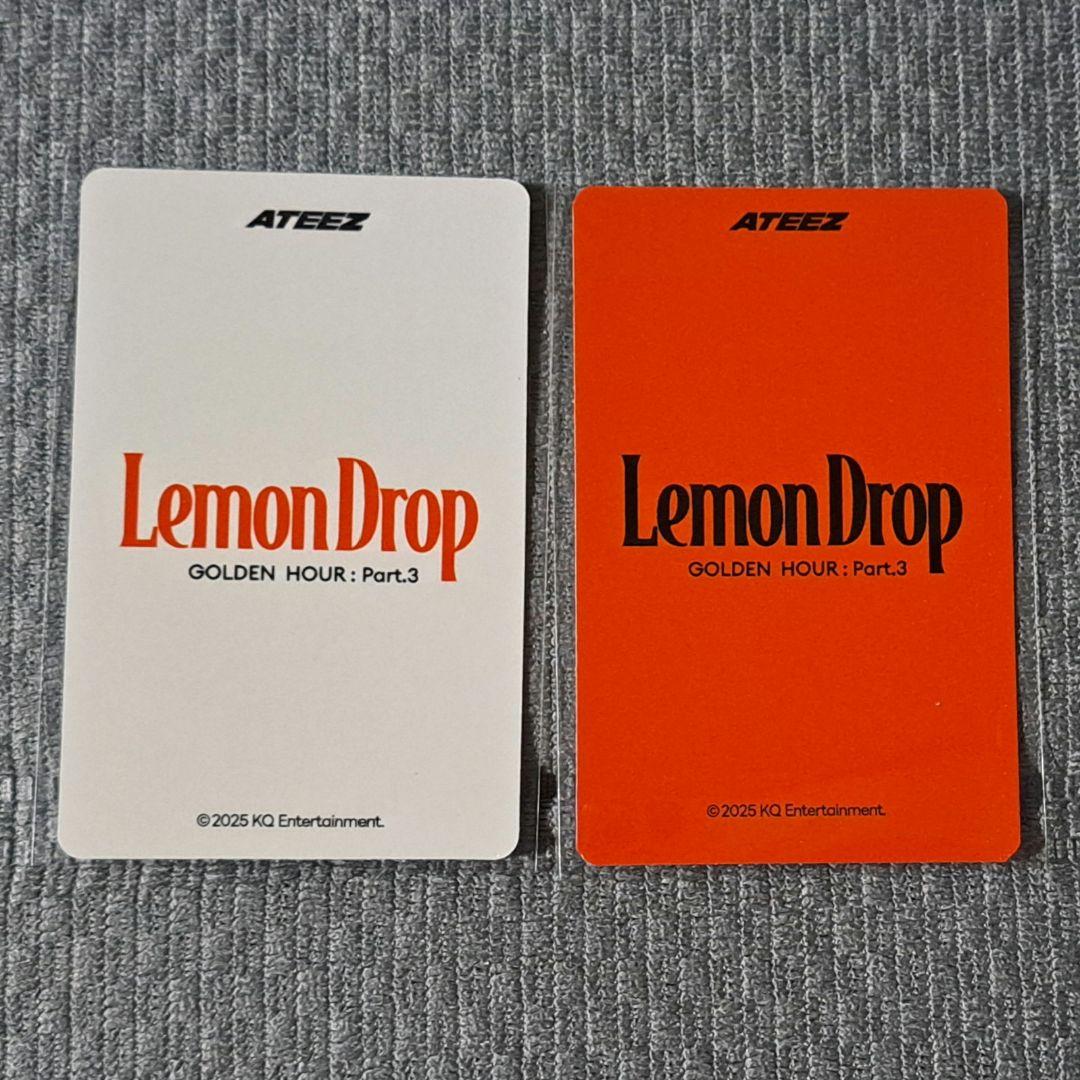 ATEEZ
Lemon Drop
GOLDEN HOUR : Part.3
©2025 KQ Entertainment.
ATEEZ
Lemon Drop
GOLDEN HOUR : Part.3
©2025 KQ Entertainment.